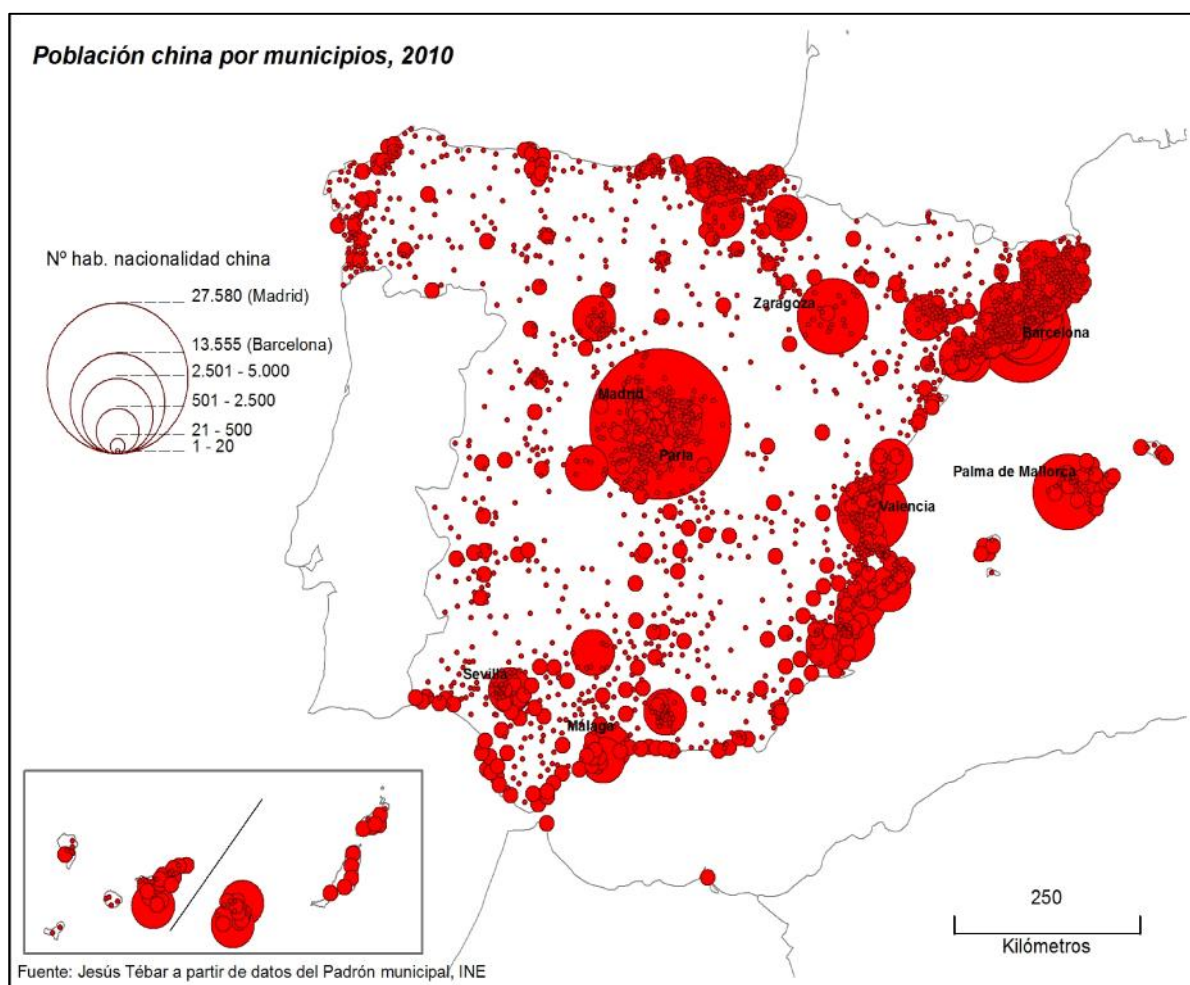 Población china por municipios, 2010
Nº hab. nacionalidad china
27.580 (Madrid)
13.555 (Barcelona)
2.501 - 5.000
501 - 2.500
21 - 500
1 - 20
Zaragoza
Barcelona
Madrid
Parla
Palma de Mallorca
Valencia
Sevilla
Málaga
250
Kilómetros
Fuente: Jesús Tébar a partir de datos del Padrón municipal, INE